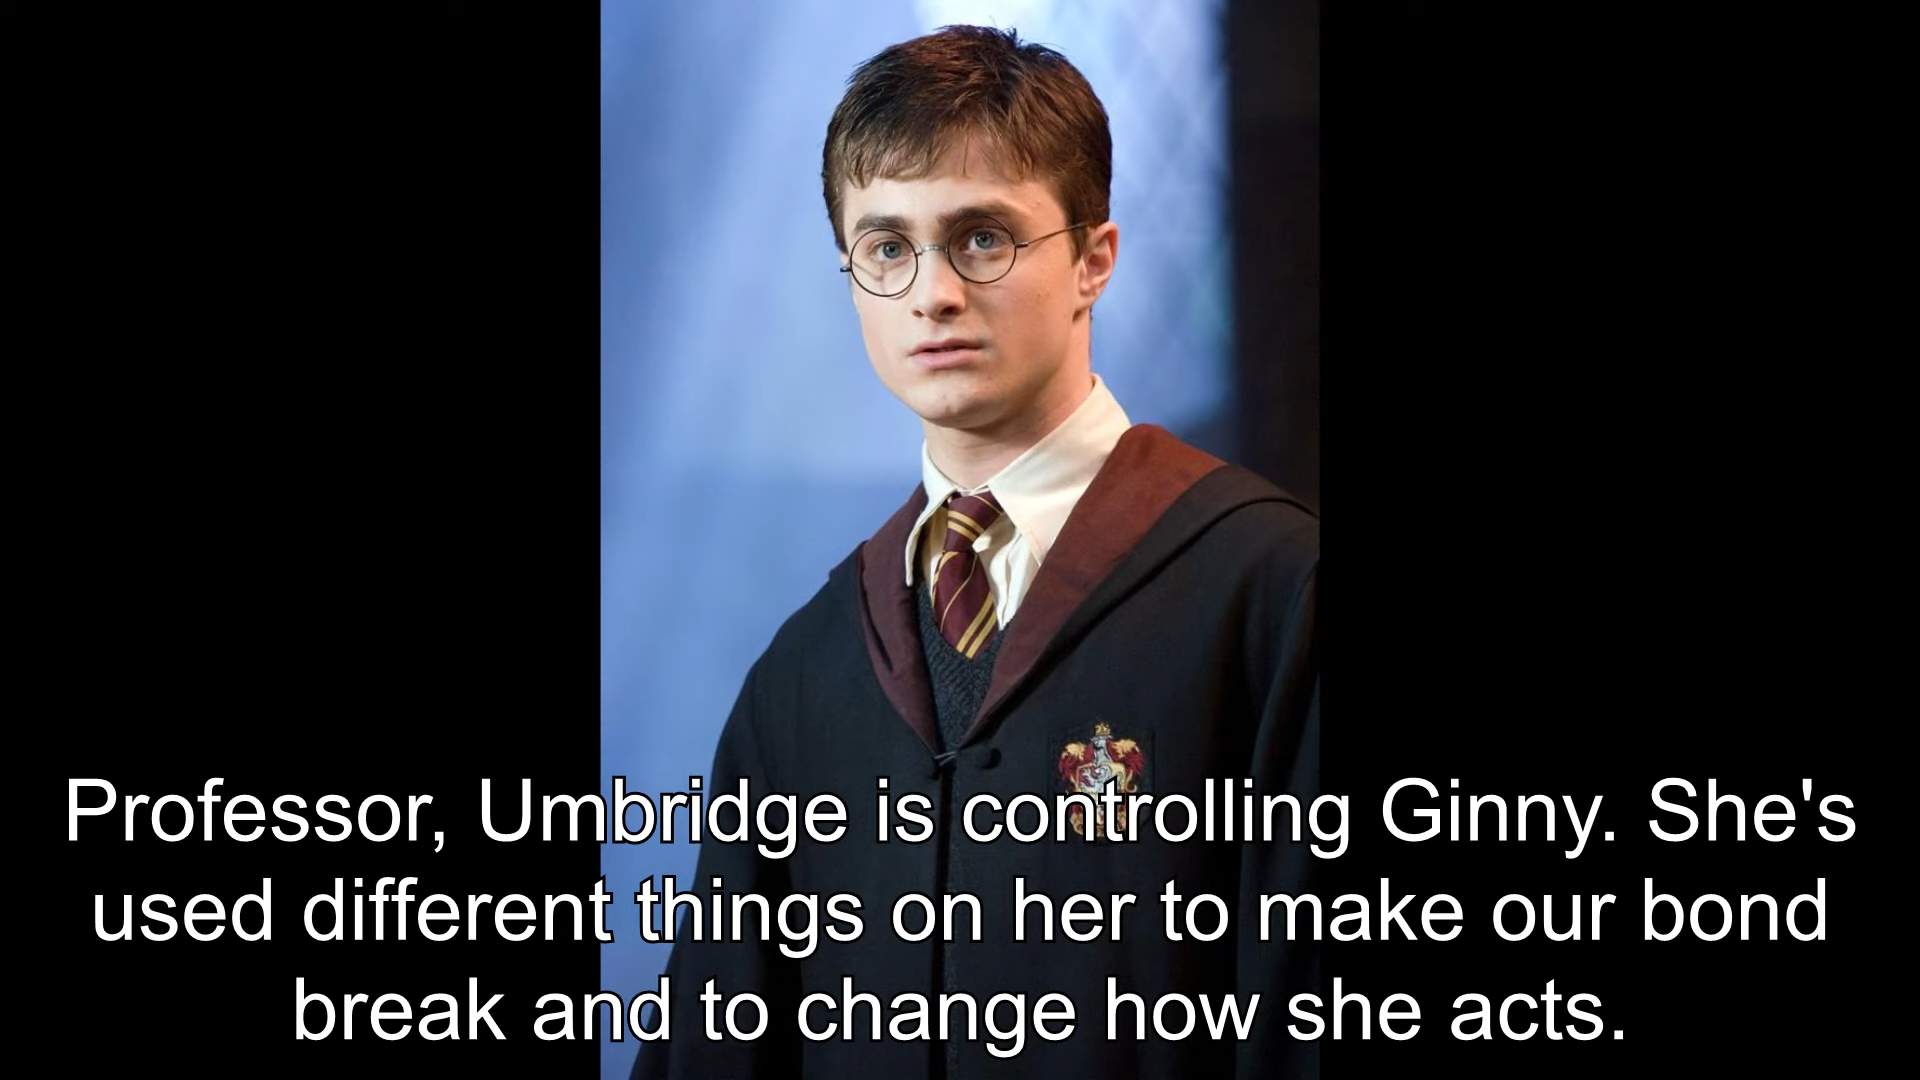 Professor, Umbridge is controlling Ginny. She's
used different things on her to make our bond
break and to change how she acts.